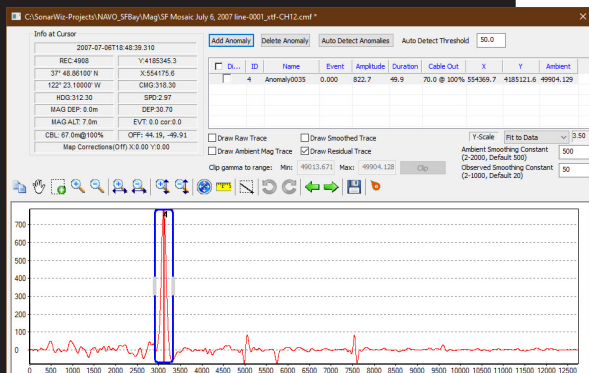 C:\SonarWiz-Projects\NAVO_SFBay\Mag\SF Mosaic July 6, 2007 line-0001_xtf-CH12.cmf *
Info at Cursor
2007-07-06T18:48:39.310
REC:4908 Y:4185345.3
37° 48.86100' N X:554175.6
122° 23.10000' W CMG:318.30
HDG:312.30 SPD:2.97
MAG DEP: 0.0m DEP:30.70
MAG ALT: 7.0m EVT: 0.0 cor:0.0
CBL: 67.0m@100% OFF: 44.19, -49.91
Map Corrections(Off) X:0.00 Y:0.00
Add Anomaly Delete Anomaly Auto Detect Anomalies Auto Detect Threshold 50.0
Di... ID Name Event Amplitude Duration Cable Out X Y Ambient
4 Anomaly0035 0.000 822.7 49.9 70.0 @ 100% 554369.7 4185121.6 49904.129
Draw Raw Trace Draw Smoothed Trace Y-Scale Fit to Data 3.50
Draw Ambient Mag Trace Draw Residual Trace
Ambient Smoothing Constant (2-2000, Default 500) 500
Clip gamma to range: Min: 49013.671 Max: 49904.128 Clip
Observed Smoothing Constant (1-1000, Default 20) 50
4
700
600
500
400
300
200
100
0
0 500 1000 1500 2000 2500 3000 3500 4000 4500 5000 5500 6000 6500 7000 7500 8000 8500 9000 9500 10000 10500 11000 11500 12000 12500